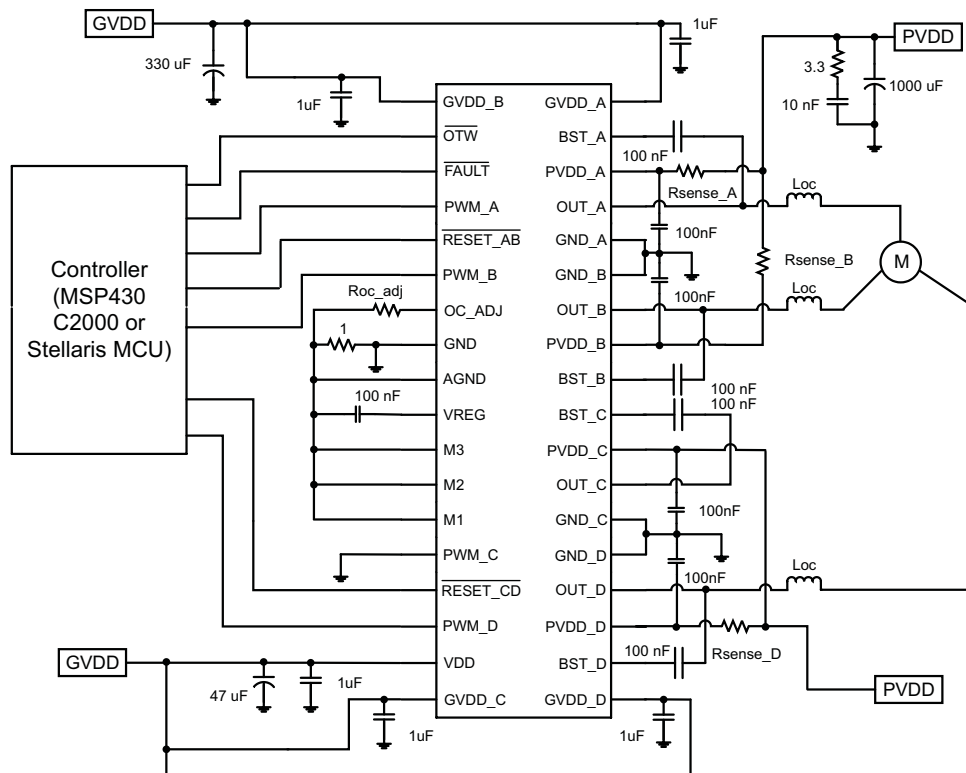 GVDD
1uF
PVDD
330 uF
3.3
1000 uF
1uF
10 nF
GVDD_B
GVDD_A
OTW
BST_A
100 nF
FAULT
PVDD_A
Rsense_A
Loc
PWM_A
OUT_A
100nF
RESET_AB
GND_A
Controller
(MSP430
C2000 or
Stellaris MCU)
PWM_B
GND_B
Rsense_B
M
100nF
Roc_adj
OC_ADJ
OUT_B
Loc
1
GND
PVDD_B
AGND
BST_B
100 nF
100 nF
100 nF
VREG
BST_C
M3
PVDD_C
M2
OUT_C
100nF
M1
GND_C
PWM_C
GND_D
100nF
Loc
RESET_CD
OUT_D
PWM_D
PVDD_D
Rsense_D
100 nF
GVDD
VDD
BST_D
47 uF
1uF
PVDD
GVDD_C
GVDD_D
1uF
1uF